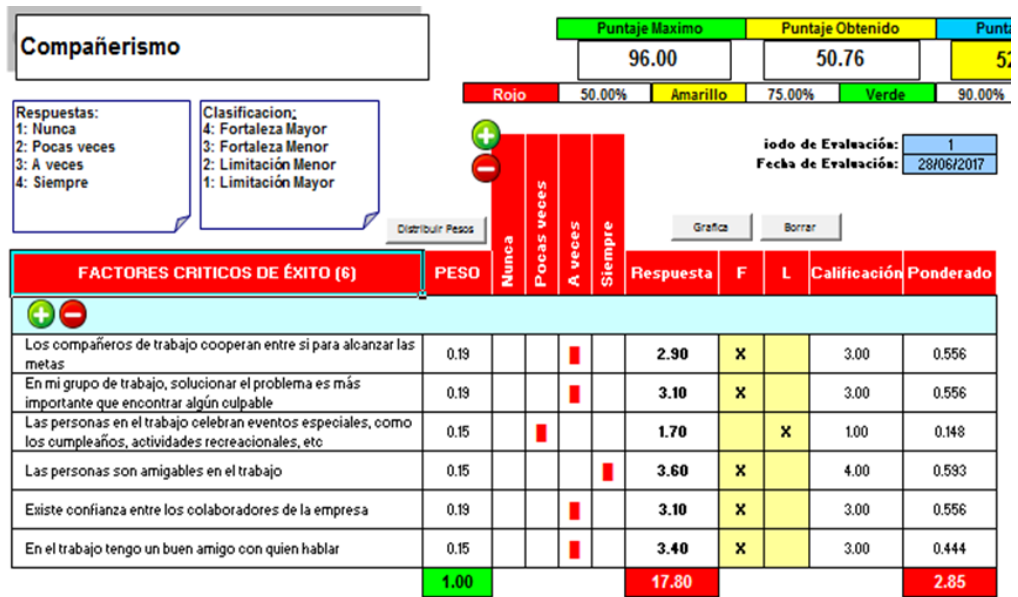 Compañerismo
Puntaje Maximo Puntaje Obtenido
96.00 50.76
Rojo 50.00% Amarillo 75.00% Verde 90.00%
Respuestas:
1: Nunca
2: Pocas veces
3: A veces
4: Siempre
Clasificacion:
4: Fortaleza Mayor
3: Fortaleza Menor
2: Limitación Menor
1: Limitación Mayor
iodo de Evaluación: 1
Fecha de Evaluación: 28/06/2017
Distribuir Pesos
Grafica Borrar
FACTORES CRITICOS DE ÉXITO (6) PESO Nunca Pocas veces A veces Siempre Respuesta F L Calificación Ponderado
Los compañeros de trabajo cooperan entre si para alcanzar las
metas 0.19 2.90 X 3.00 0.556
En mi grupo de trabajo, solucionar el problema es más
importante que encontrar algún culpable 0.19 3.10 X 3.00 0.556
Las personas en el trabajo celebran eventos especiales, como
los cumpleaños, actividades recreacionales, etc 0.15 1.70 X 1.00 0.148
Las personas son amigables en el trabajo 0.15 3.60 X 4.00 0.593
Existe confianza entre los colaboradores de la empresa 0.19 3.10 X 3.00 0.556
En el trabajo tengo un buen amigo con quien hablar 0.15 3.40 X 3.00 0.444
1.00 17.80 2.85